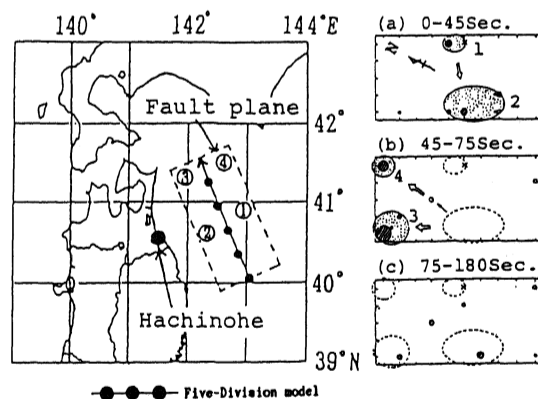 140° 142° 144°E
Fault plane
42°
④
③
41°
①
②
40°
Hachinohe
39°N
Five-Division model
(a) 0-45Sec.
N
1
2
(b) 45-75Sec.
4
3
(c) 75-180Sec.